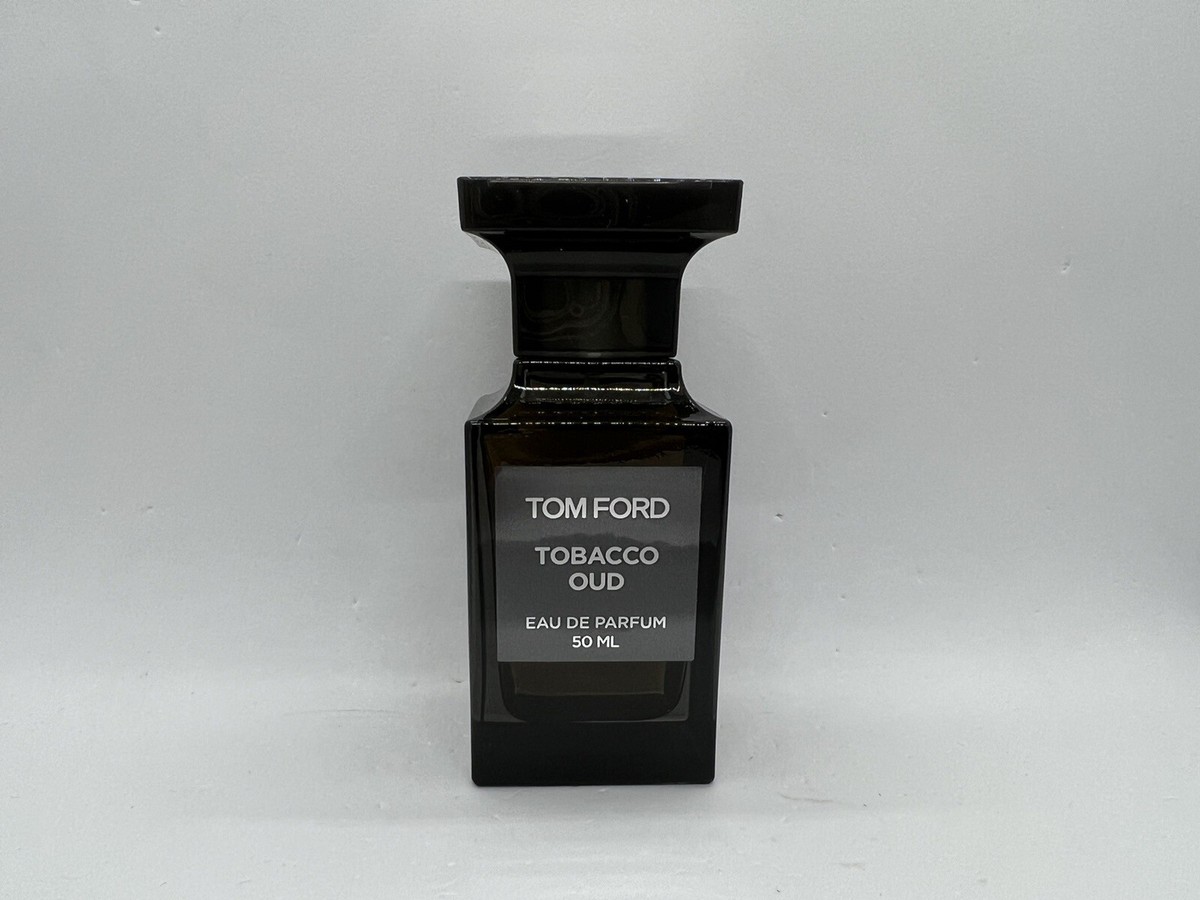 TOM FORD
TOBACCO
OUD
EAU DE PARFUM
50 ML